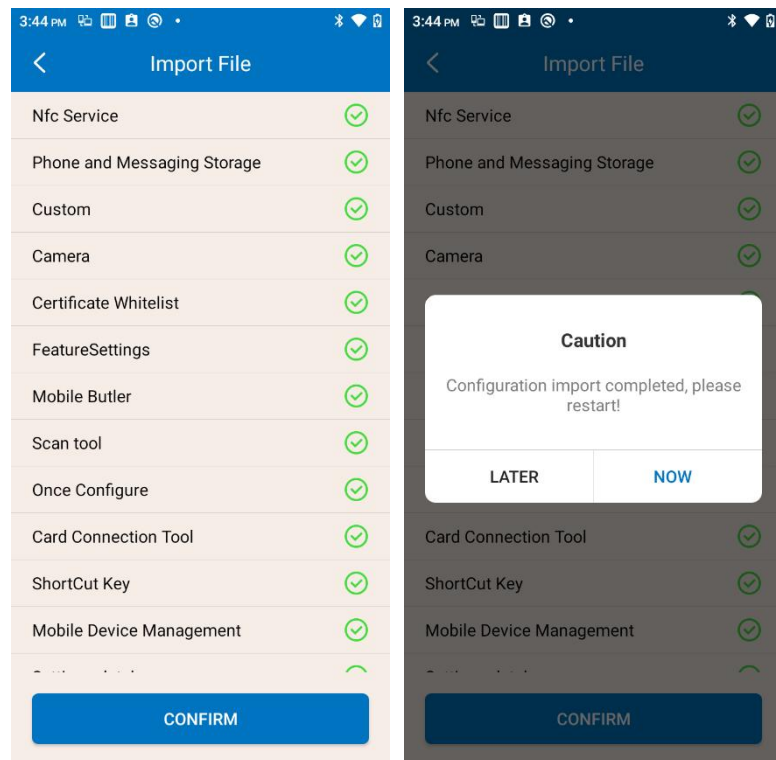 3:44 PM
Import File
Nfc Service
Phone and Messaging Storage
Custom
Camera
Certificate Whitelist
FeatureSettings
Mobile Butler
Scan tool
Once Configure
Card Connection Tool
ShortCut Key
Mobile Device Management
CONFIRM
3:44 PM
Import File
Nfc Service
Phone and Messaging Storage
Custom
Camera
Caution
Configuration import completed, please
restart!
LATER NOW
Card Connection Tool
ShortCut Key
Mobile Device Management
CONFIRM